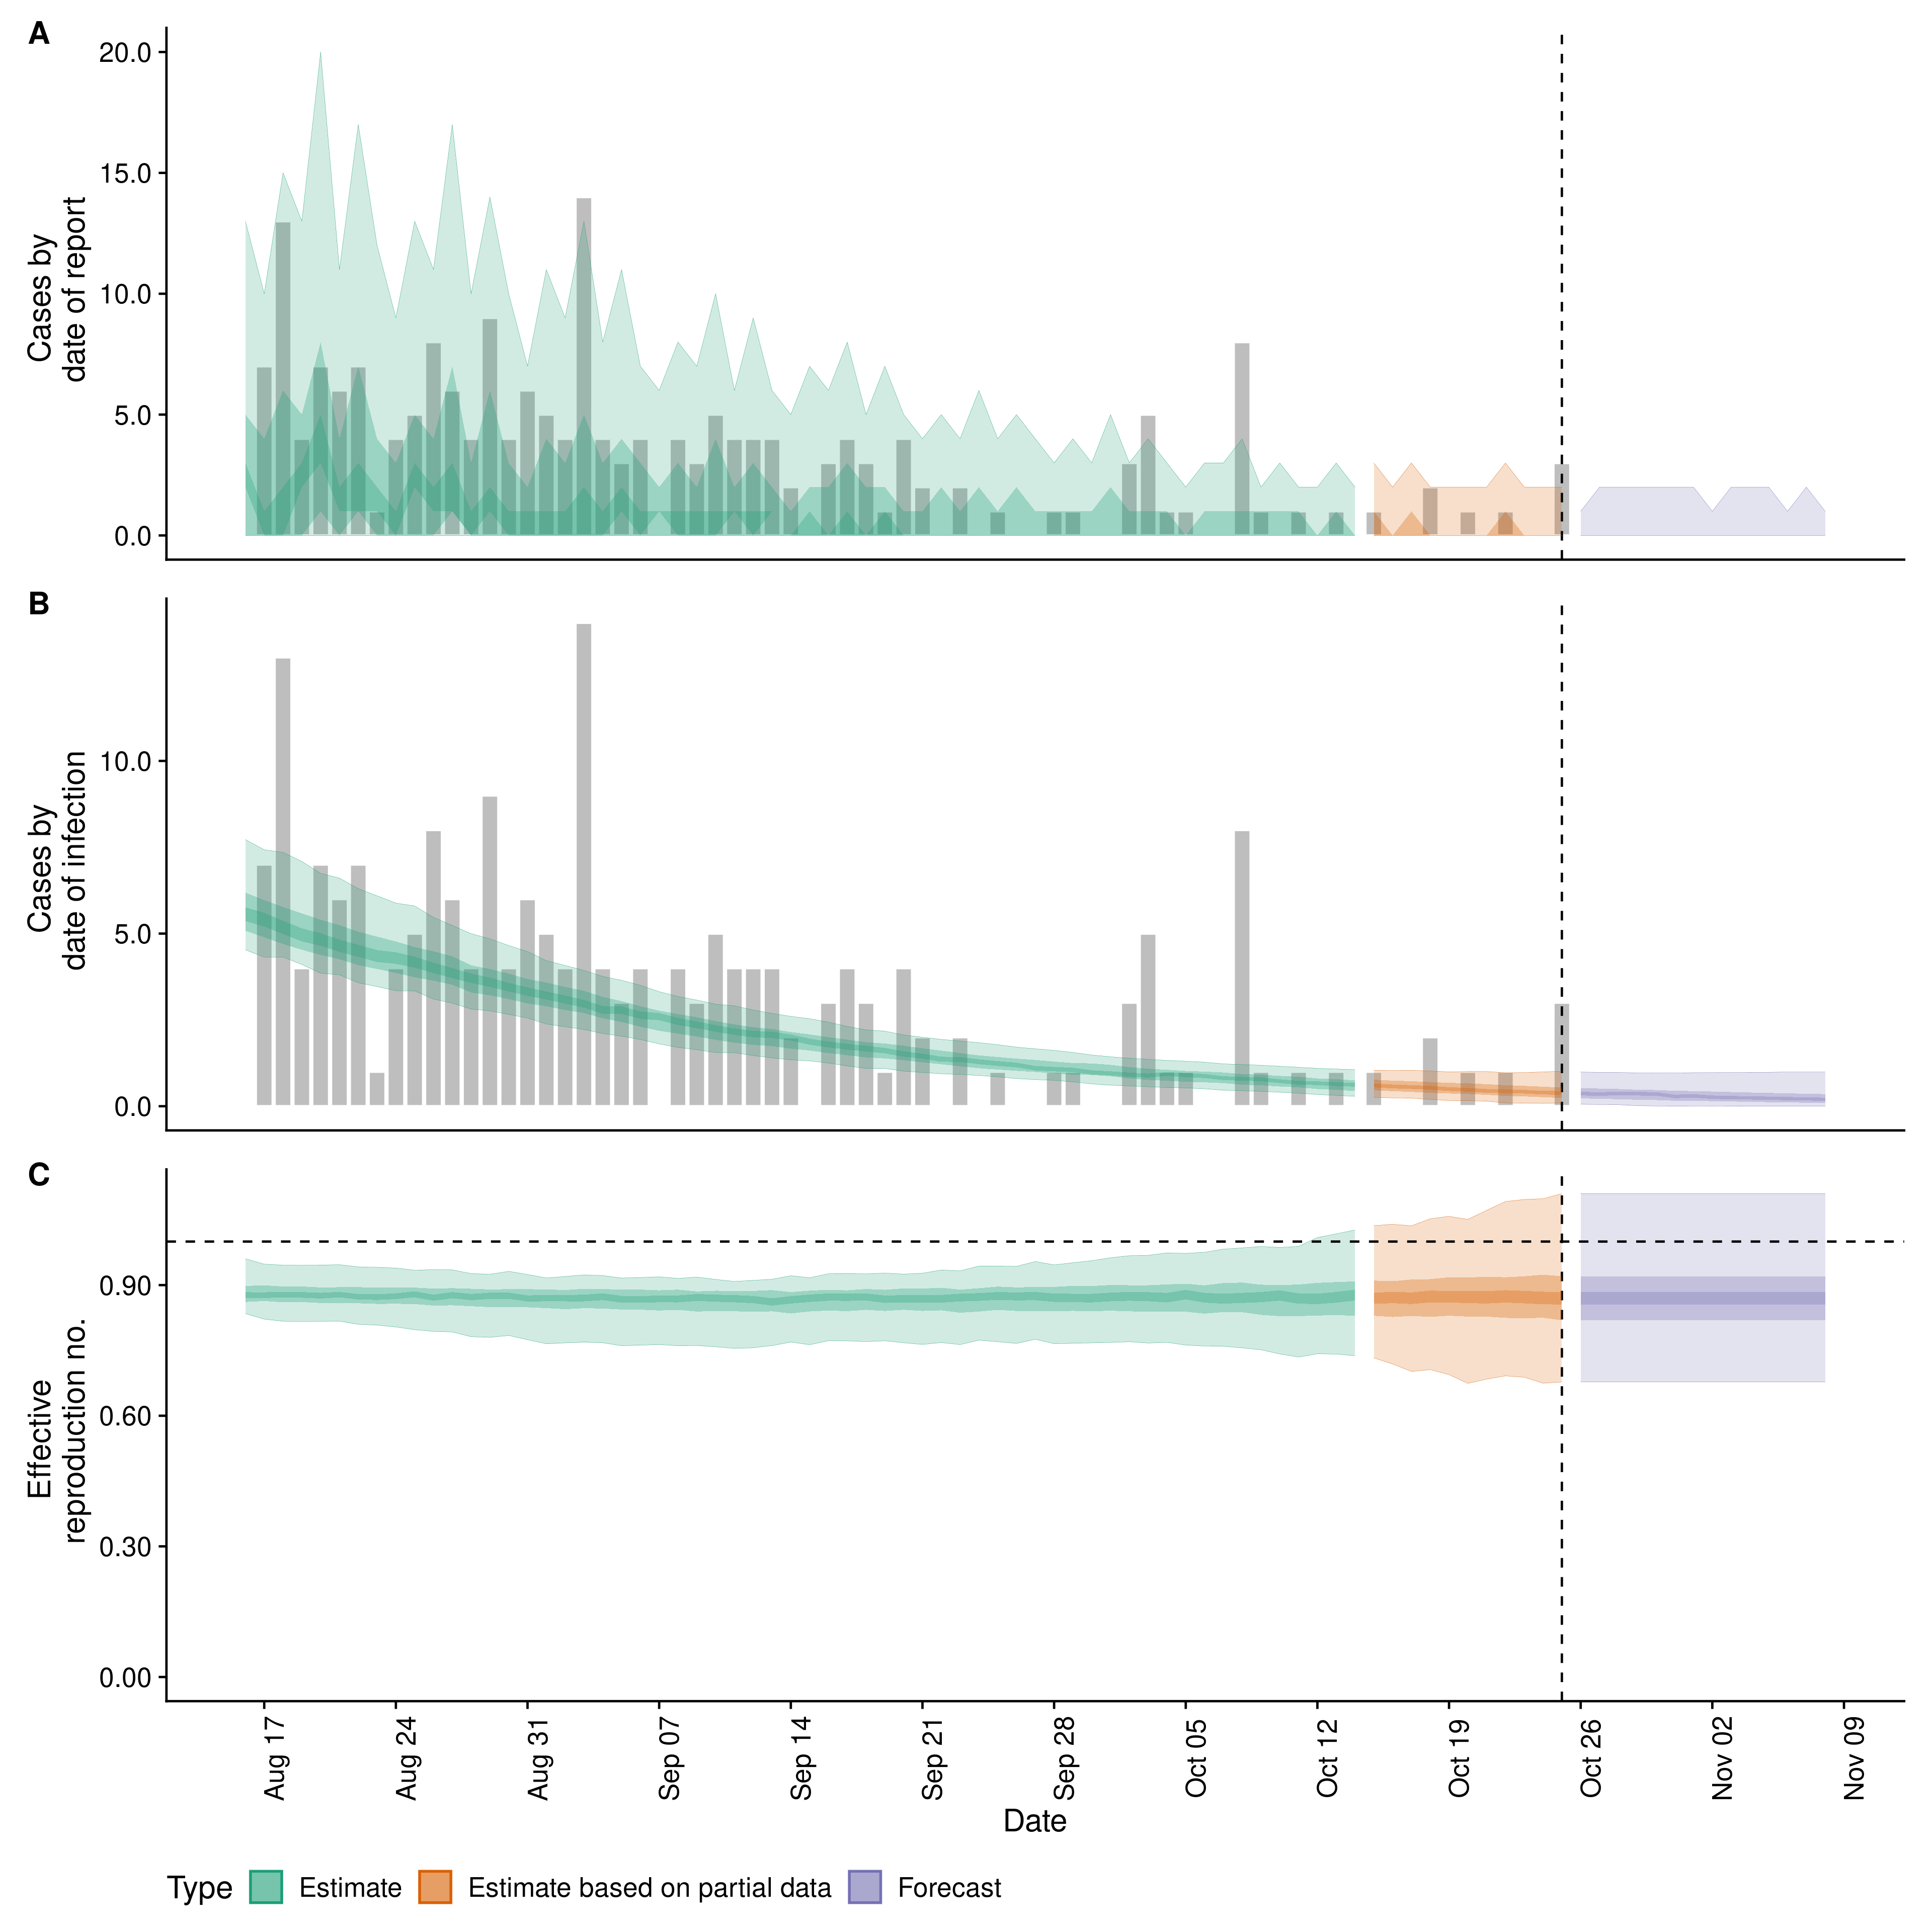 A
20.0
15.0
10.0
5.0
0.0
Cases by
date of report
B
10.0
5.0
0.0
Cases by
date of infection
C
0.90
0.60
0.30
0.00
Effective
reproduction no.
Aug 17
Aug 24
Aug 31
Sep 07
Sep 14
Sep 21
Sep 28
Oct 05
Oct 12
Oct 19
Oct 26
Nov 02
Nov 09
Date
Type Estimate Estimate based on partial data Forecast